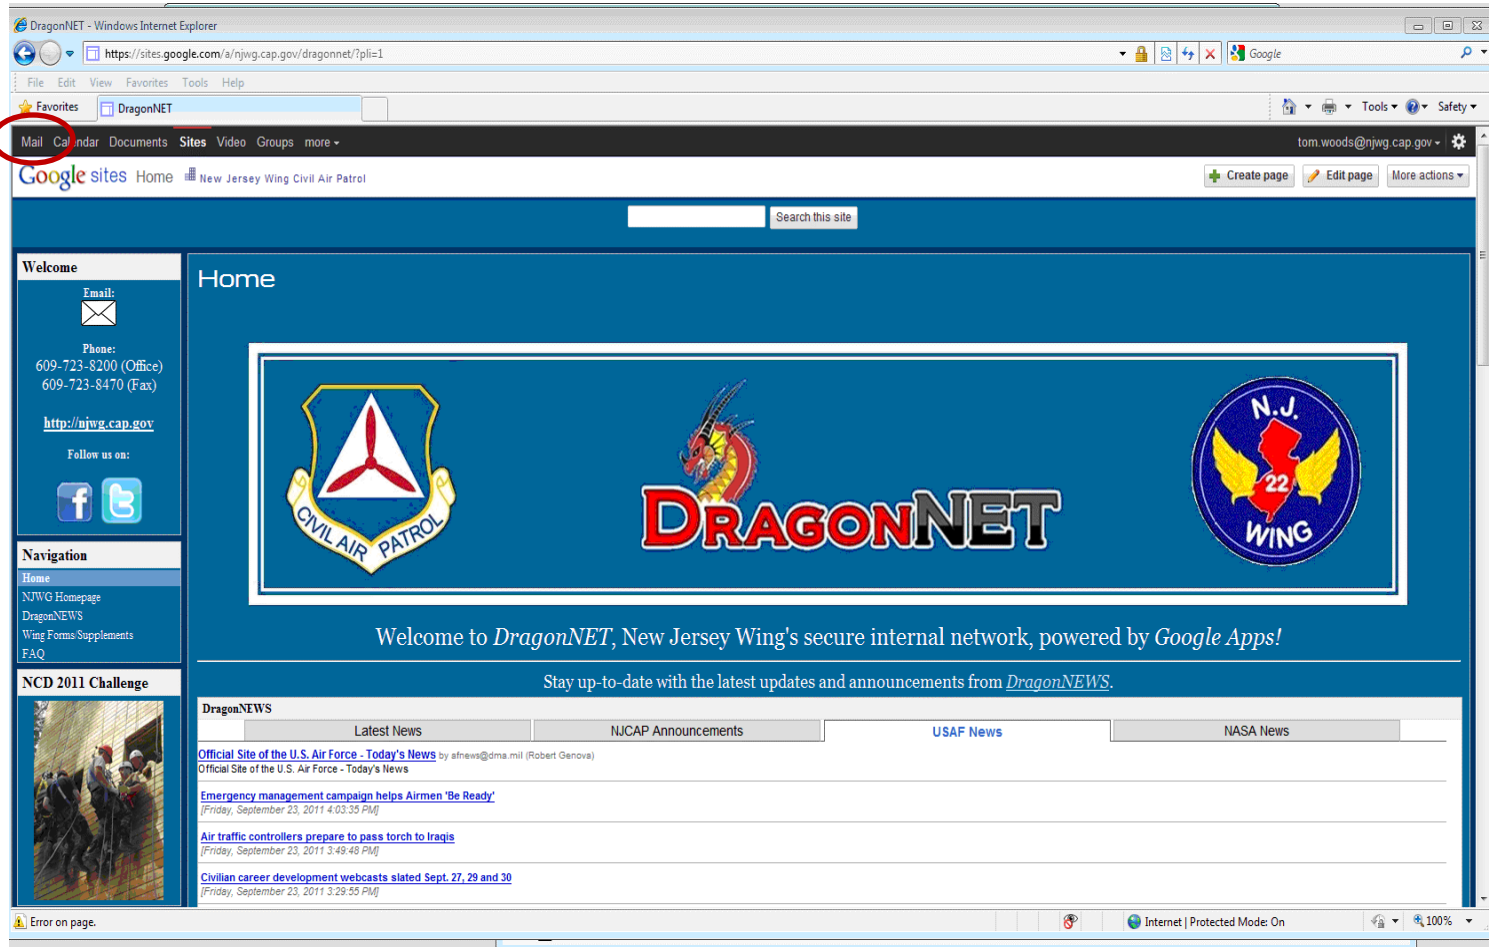 DragonNET - Windows Internet Explorer
https://sites.google.com/a/njwg.cap.gov/dragonnet/?pli=1
Google
File Edit View Favorites Tools Help
Favorites DragonNET
Tools Safety
Mail Calendar Documents Sites Video Groups more
tom.woods@njwg.cap.gov
Google sites Home New Jersey Wing Civil Air Patrol
Create page Edit page More actions
Search this site
Welcome
Email:
Phone:
609-723-8200 (Office)
609-723-8470 (Fax)
http://njwg.cap.gov
Follow us on:
Navigation
Home
NJWG Homepage
DragonNEWS
Wing Forms/Supplements
FAQ
NCD 2011 Challenge
Home
CIVIL AIR PATROL
DRAGONNET
N.J.
22
WING
Welcome to DragonNET, New Jersey Wing's secure internal network, powered by Google Apps!
Stay up-to-date with the latest updates and announcements from DragonNEWS.
DragonNEWS
Latest News NJCAP Announcements USAF News NASA News
Official Site of the U.S. Air Force - Today's News by afnews@dma.mil (Robert Genova)
Official Site of the U.S. Air Force - Today's News
Emergency management campaign helps Airmen 'Be Ready'
[Friday, September 23, 2011 4:03:35 PM]
Air traffic controllers prepare to pass torch to Iraqis
[Friday, September 23, 2011 3:49:48 PM]
Civilian career development webcasts slated Sept. 27, 29 and 30
[Friday, September 23, 2011 3:29:55 PM]
Error on page.
Internet | Protected Mode: On
100%